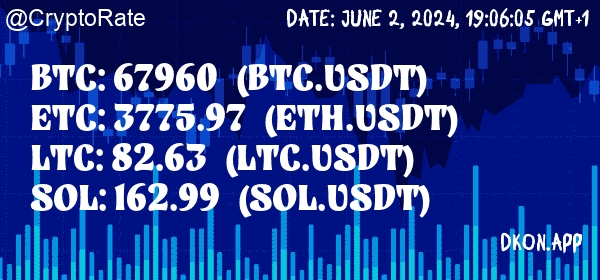 @CryptoRate
DATE: JUNE 2, 2024, 19:06:05 GMT+1
BTC: 67960 (BTC.USDT)
ETC: 3775.97 (ETH.USDT)
LTC: 82.63 (LTC.USDT)
SOL: 162.99 (SOL.USDT)
DKON.APP